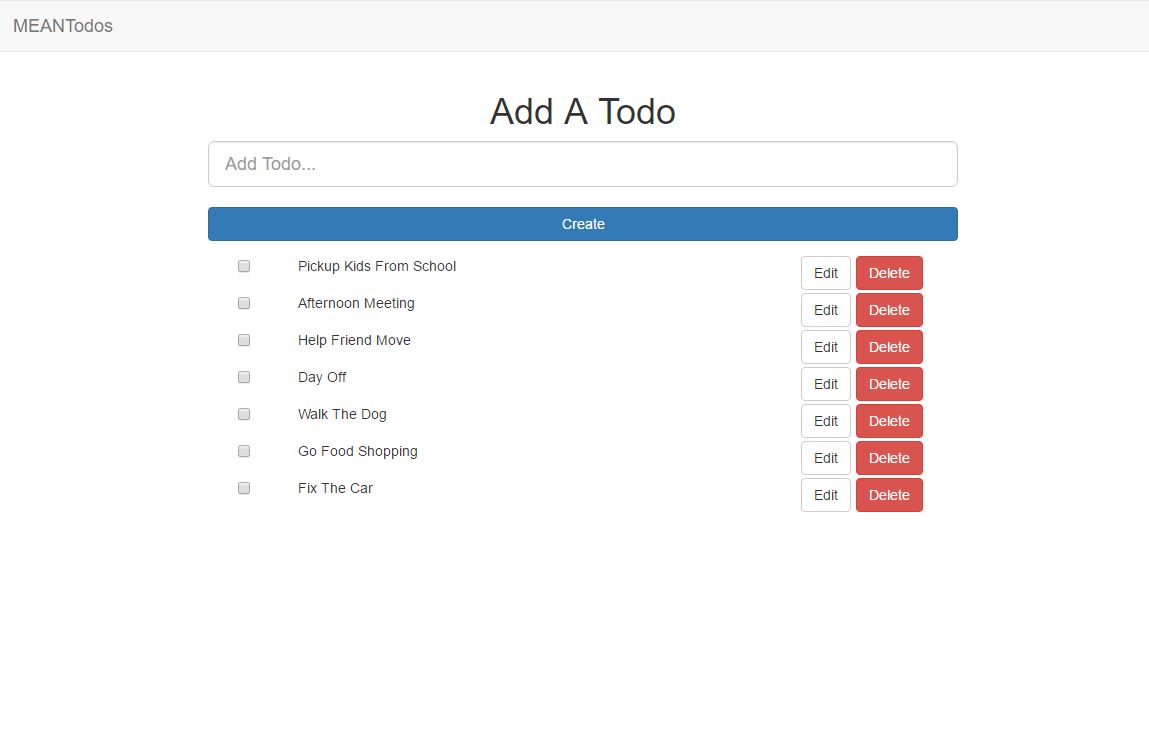 MEANTodos
Add A Todo
Add Todo...
Create
Pickup Kids From School Edit Delete
Afternoon Meeting Edit Delete
Help Friend Move Edit Delete
Day Off Edit Delete
Walk The Dog Edit Delete
Go Food Shopping Edit Delete
Fix The Car Edit Delete